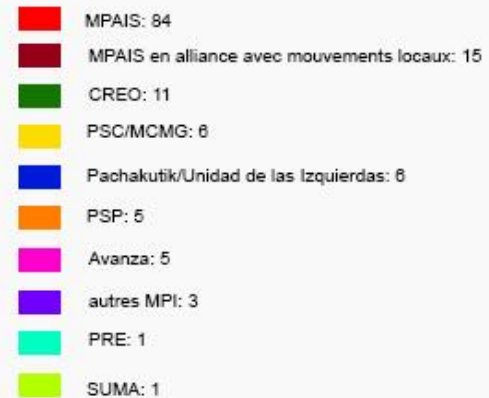 MPAIS: 84
MPAIS en alliance avec mouvements locaux: 15
CREO: 11
PSC/MCMG: 6
Pachakutik/Unidad de las Izquierdas: 6
PSP: 5
Avanza: 5
autres MPI: 3
PRE: 1
SUMA: 1